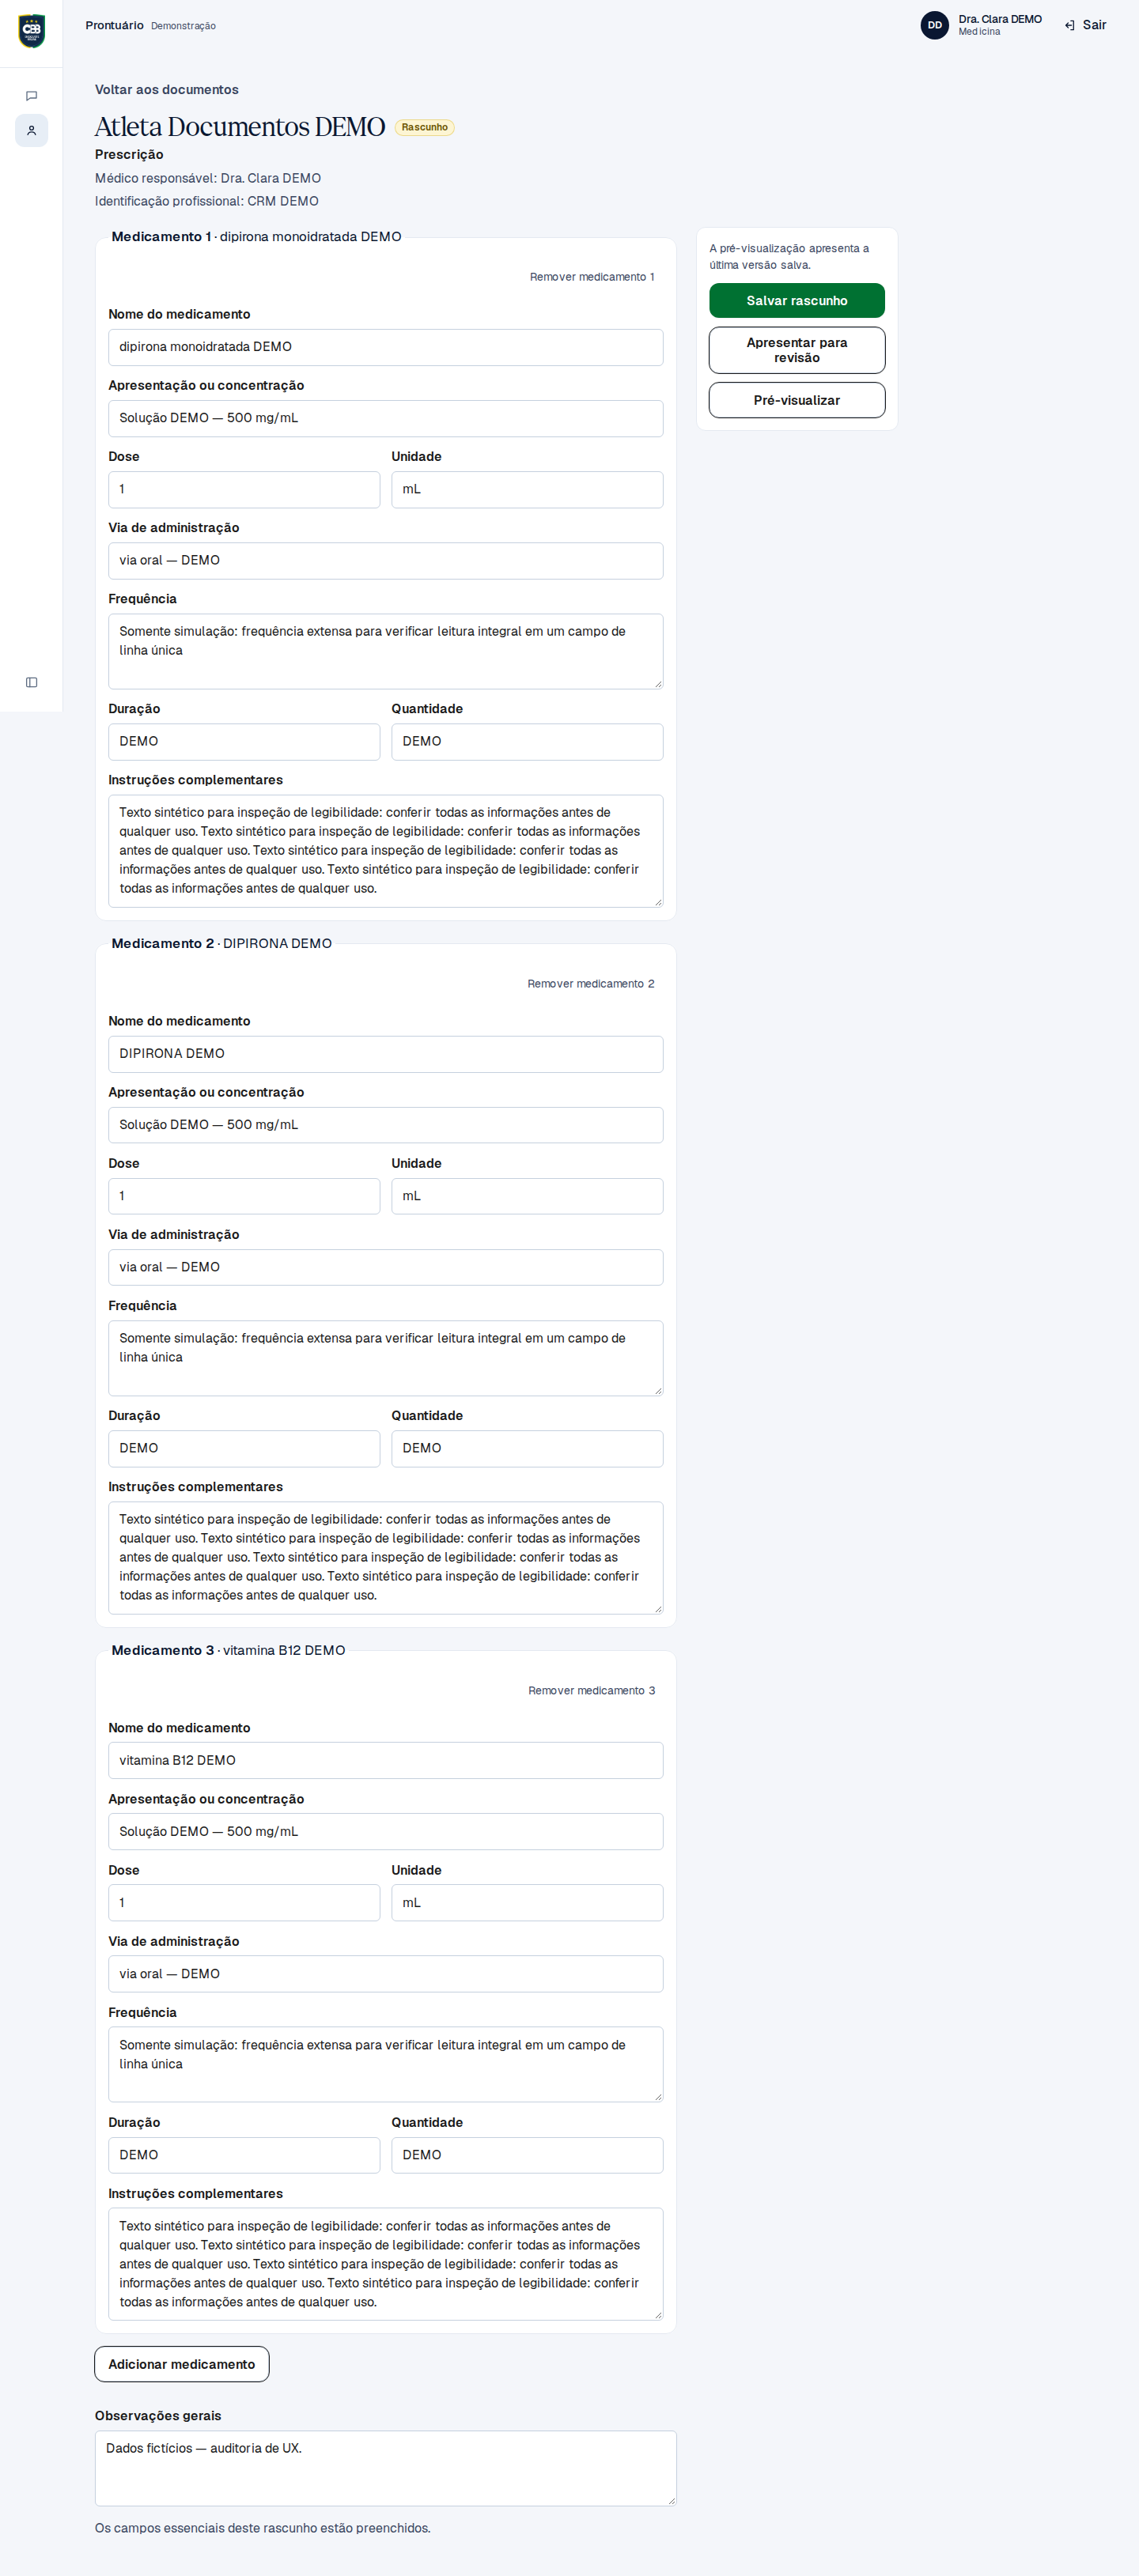 CBB
Prontuário Demonstração
DD
Dra. Clara DEMO
Medicina
Sair
Voltar aos documentos
Atleta Documentos DEMO Rascunho
Prescrição
Médico responsável: Dra. Clara DEMO
Identificação profissional: CRM DEMO
Medicamento 1 · dipirona monoidratada DEMO
Remover medicamento 1
Nome do medicamento
dipirona monoidratada DEMO
Apresentação ou concentração
Solução DEMO — 500 mg/mL
Dose Unidade
1 mL
Via de administração
via oral — DEMO
Frequência
Somente simulação: frequência extensa para verificar leitura integral em um campo de
linha única
Duração Quantidade
DEMO DEMO
Instruções complementares
Texto sintético para inspeção de legibilidade: conferir todas as informações antes de
qualquer uso. Texto sintético para inspeção de legibilidade: conferir todas as informações
antes de qualquer uso. Texto sintético para inspeção de legibilidade: conferir todas as
informações antes de qualquer uso. Texto sintético para inspeção de legibilidade: conferir
todas as informações antes de qualquer uso.
Medicamento 2 · DIPIRONA DEMO
Remover medicamento 2
Nome do medicamento
DIPIRONA DEMO
Apresentação ou concentração
Solução DEMO — 500 mg/mL
Dose Unidade
1 mL
Via de administração
via oral — DEMO
Frequência
Somente simulação: frequência extensa para verificar leitura integral em um campo de
linha única
Duração Quantidade
DEMO DEMO
Instruções complementares
Texto sintético para inspeção de legibilidade: conferir todas as informações antes de
qualquer uso. Texto sintético para inspeção de legibilidade: conferir todas as informações
antes de qualquer uso. Texto sintético para inspeção de legibilidade: conferir todas as
informações antes de qualquer uso. Texto sintético para inspeção de legibilidade: conferir
todas as informações antes de qualquer uso.
Medicamento 3 · vitamina B12 DEMO
Remover medicamento 3
Nome do medicamento
vitamina B12 DEMO
Apresentação ou concentração
Solução DEMO — 500 mg/mL
Dose Unidade
1 mL
Via de administração
via oral — DEMO
Frequência
Somente simulação: frequência extensa para verificar leitura integral em um campo de
linha única
Duração Quantidade
DEMO DEMO
Instruções complementares
Texto sintético para inspeção de legibilidade: conferir todas as informações antes de
qualquer uso. Texto sintético para inspeção de legibilidade: conferir todas as informações
antes de qualquer uso. Texto sintético para inspeção de legibilidade: conferir todas as
informações antes de qualquer uso. Texto sintético para inspeção de legibilidade: conferir
todas as informações antes de qualquer uso.
Adicionar medicamento
Observações gerais
Dados fictícios — auditoria de UX.
Os campos essenciais deste rascunho estão preenchidos.
A pré-visualização apresenta a
última versão salva.
Salvar rascunho
Apresentar para
revisão
Pré-visualizar